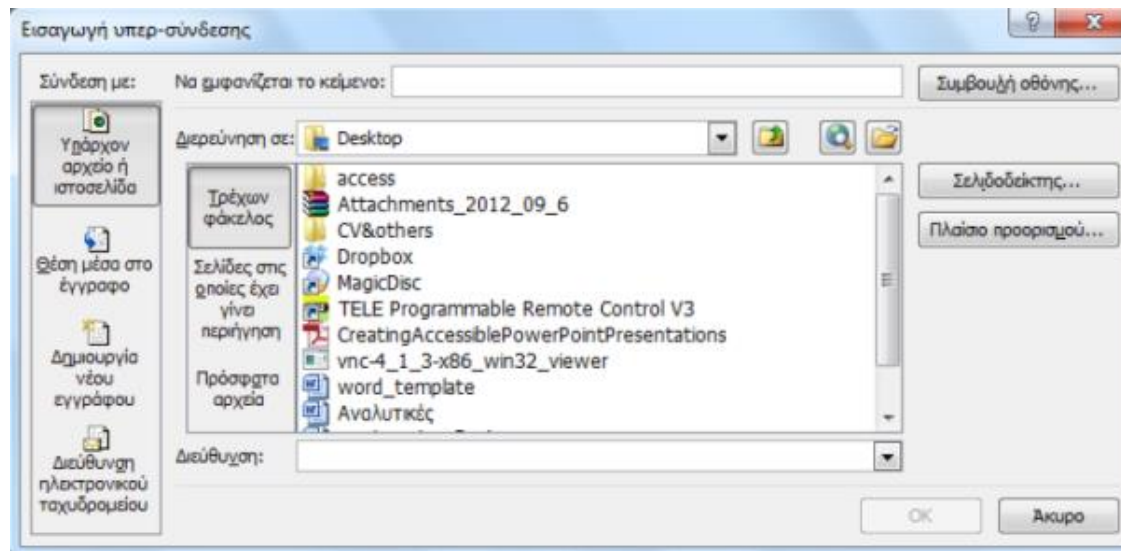 Εισαγωγή υπερ-σύνδεσης
Σύνδεση με:
Να εμφανίζεται το κείμενο:
Συμβουλή οθόνης...
Υπάρχον
αρχείο ή
ιστοσελίδα
Θέση μέσα στο
έγγραφο
Δημιουργία
νέου
εγγράφου
Διεύθυνση
ηλεκτρονικού
ταχυδρομείου
Διερεύνηση σε:
Desktop
Τρέχων
φάκελος
Σελίδες στις
οποίες έχει
γίνει
περιήγηση
Πρόσφατα
αρχεία
access
Attachments_2012_09_6
CV&others
Dropbox
MagicDisc
TELE Programmable Remote Control V3
CreatingAccessiblePowerPointPresentations
vnc-4_1_3-x86_win32_viewer
word_template
Αναλυτικές
Σελιδοδείκτης...
Πλαίσιο προορισμού...
Διεύθυνση:
OK
Άκυρο